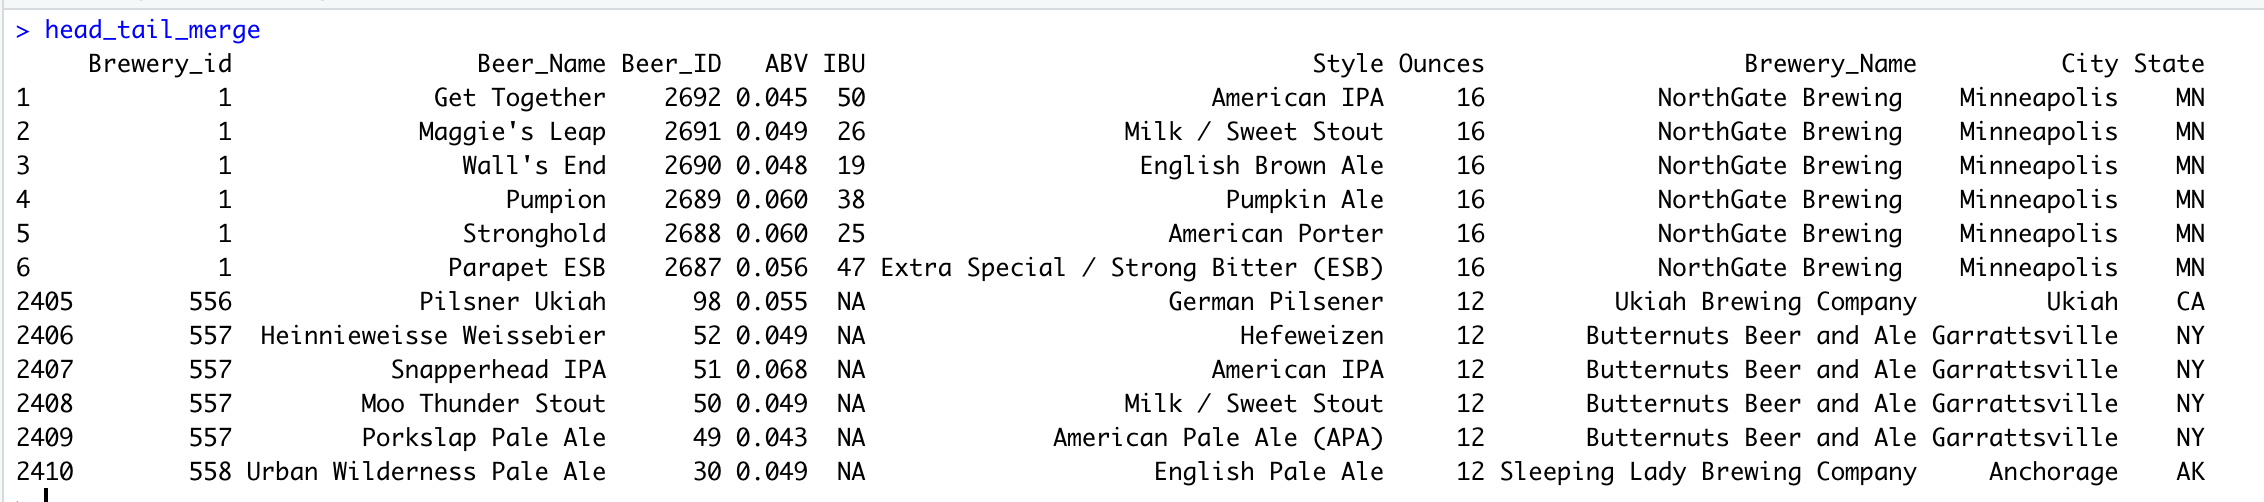 > head_tail_merge
     Brewery_id                 Beer_Name Beer_ID   ABV IBU                               Style Ounces                  Brewery_Name          City State
1             1              Get Together    2692 0.045  50                        American IPA     16            NorthGate Brewing    Minneapolis    MN
2             1             Maggie's Leap    2691 0.049  26                  Milk / Sweet Stout     16            NorthGate Brewing    Minneapolis    MN
3             1                Wall's End    2690 0.048  19                   English Brown Ale     16            NorthGate Brewing    Minneapolis    MN
4             1                   Pumpion    2689 0.060  38                         Pumpkin Ale     16            NorthGate Brewing    Minneapolis    MN
5             1                Stronghold    2688 0.060  25                     American Porter     16            NorthGate Brewing    Minneapolis    MN
6             1               Parapet ESB    2687 0.056  47 Extra Special / Strong Bitter (ESB)     16            NorthGate Brewing    Minneapolis    MN
2405        556             Pilsner Ukiah      98 0.055  NA                     German Pilsener     12         Ukiah Brewing Company         Ukiah    CA
2406        557  Heinnieweisse Weissebier      52 0.049  NA                          Hefeweizen     12       Butternuts Beer and Ale Garrattsville    NY
2407        557           Snapperhead IPA      51 0.068  NA                        American IPA     12       Butternuts Beer and Ale Garrattsville    NY
2408        557         Moo Thunder Stout      50 0.049  NA                  Milk / Sweet Stout     12       Butternuts Beer and Ale Garrattsville    NY
2409        557         Porkslap Pale Ale      49 0.043  NA             American Pale Ale (APA)     12       Butternuts Beer and Ale Garrattsville    NY
2410        558 Urban Wilderness Pale Ale      30 0.049  NA                    English Pale Ale     12 Sleeping Lady Brewing Company     Anchorage    AK